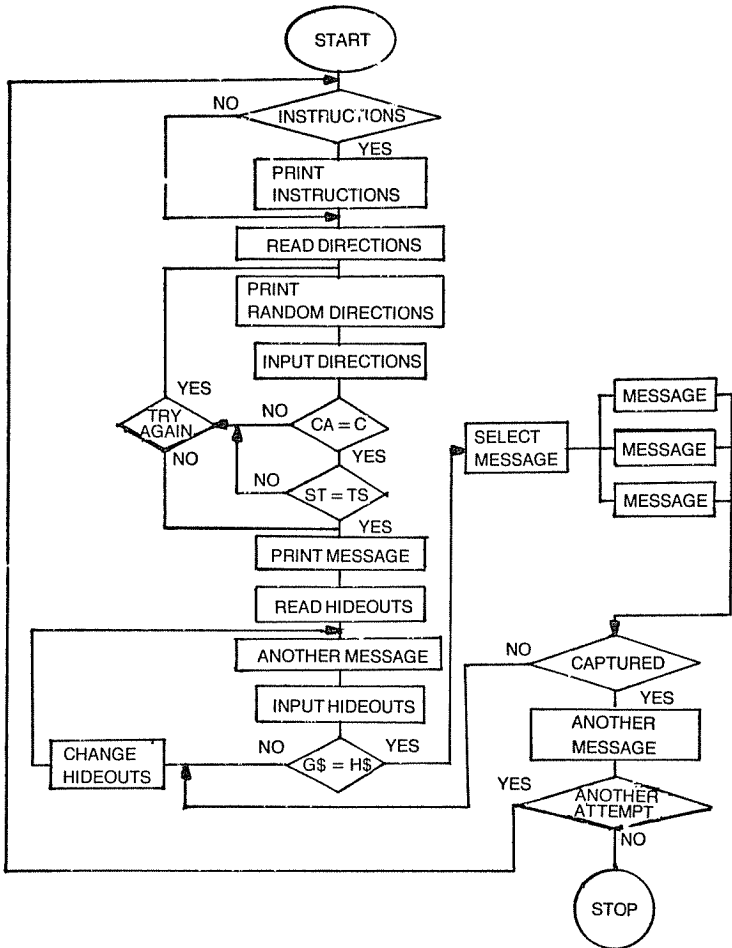 START
INSTRUCTIONS
NO
YES
PRINT
INSTRUCTIONS
READ DIRECTIONS
PRINT
RANDOM DIRECTIONS
INPUT DIRECTIONS
YES
TRY
AGAIN
NO
NO
CA = C
YES
NO
ST = TS
YES
PRINT MESSAGE
READ HIDEOUTS
ANOTHER MESSAGE
INPUT HIDEOUTS
CHANGE
HIDEOUTS
NO
G$ = H$
YES
SELECT
MESSAGE
MESSAGE
MESSAGE
MESSAGE
NO
CAPTURED
YES
ANOTHER
MESSAGE
YES
ANOTHER
ATTEMPT
NO
STOP